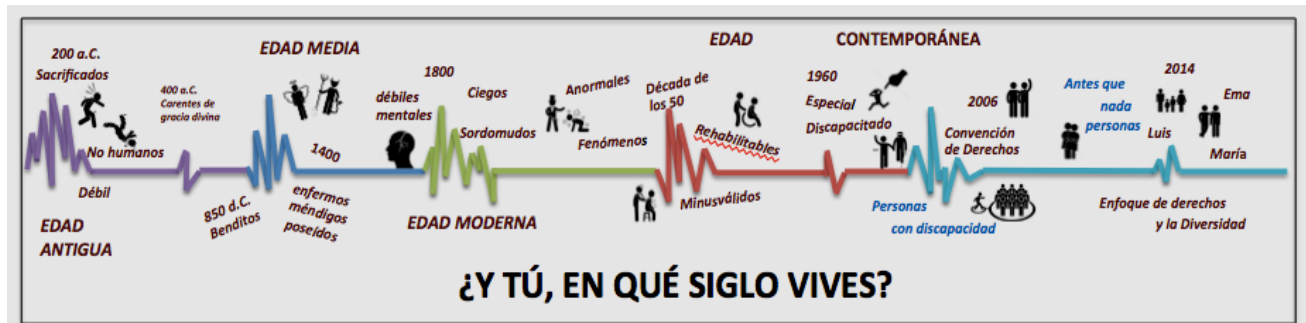 200 a.C.
Sacrificados
No humanos
Débil
EDAD
ANTIGUA
400 a.C.
Carentes de
gracia divina
850 d.C.
Benditos
EDAD MEDIA
1400
enfermos
méndigos
poseídos
débiles
mentales
1800
Ciegos
Sordomudos
EDAD MODERNA
Anormales
Fenómenos
EDAD CONTEMPORÁNEA
Década de
los 50
Rehabilitables
Minusválidos
1960
Especial
Discapacitado
Personas
con discapacidad
2006
Convención
de Derechos
Antes que
nada
personas
2014
Ema
Luis
María
Enfoque de derechos
y la Diversidad
¿Y TÚ, EN QUÉ SIGLO VIVES?